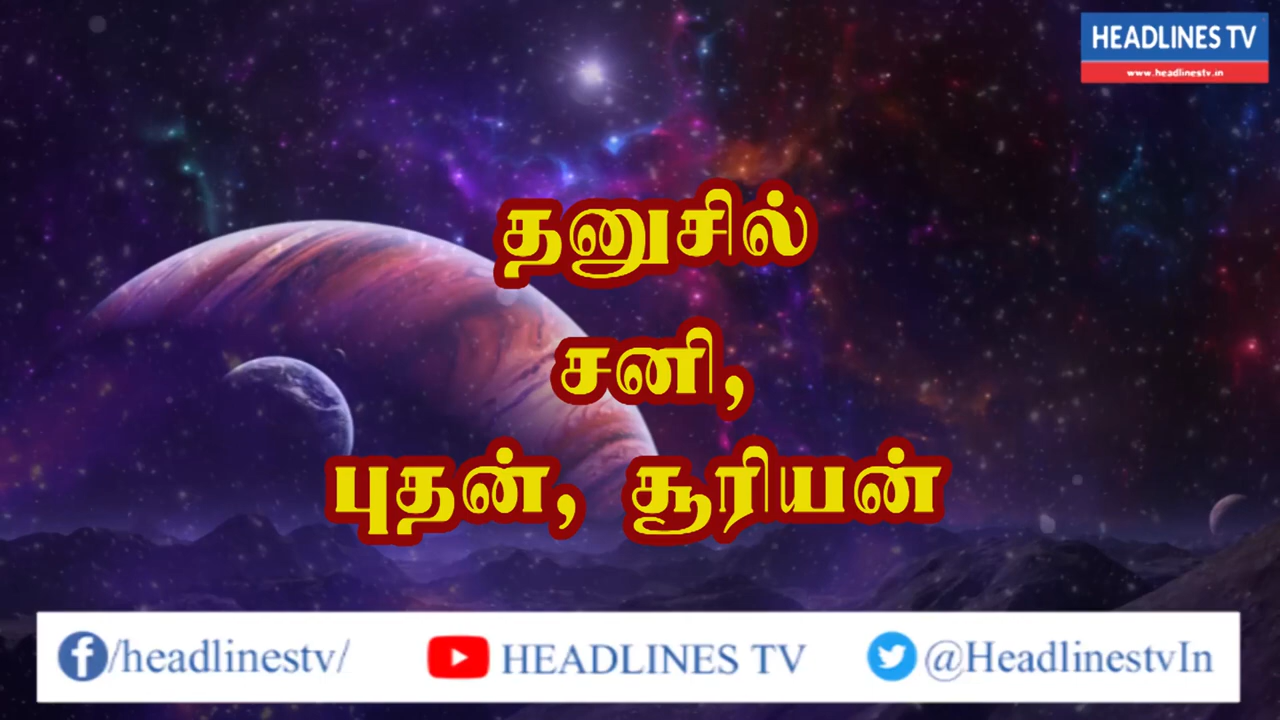 HEADLINES TV
www.headlinestv.in
தனுசில்
சனி,
புதன், சூரியன்
/headlinestv/ HEADLINES TV @HeadlinestvIn